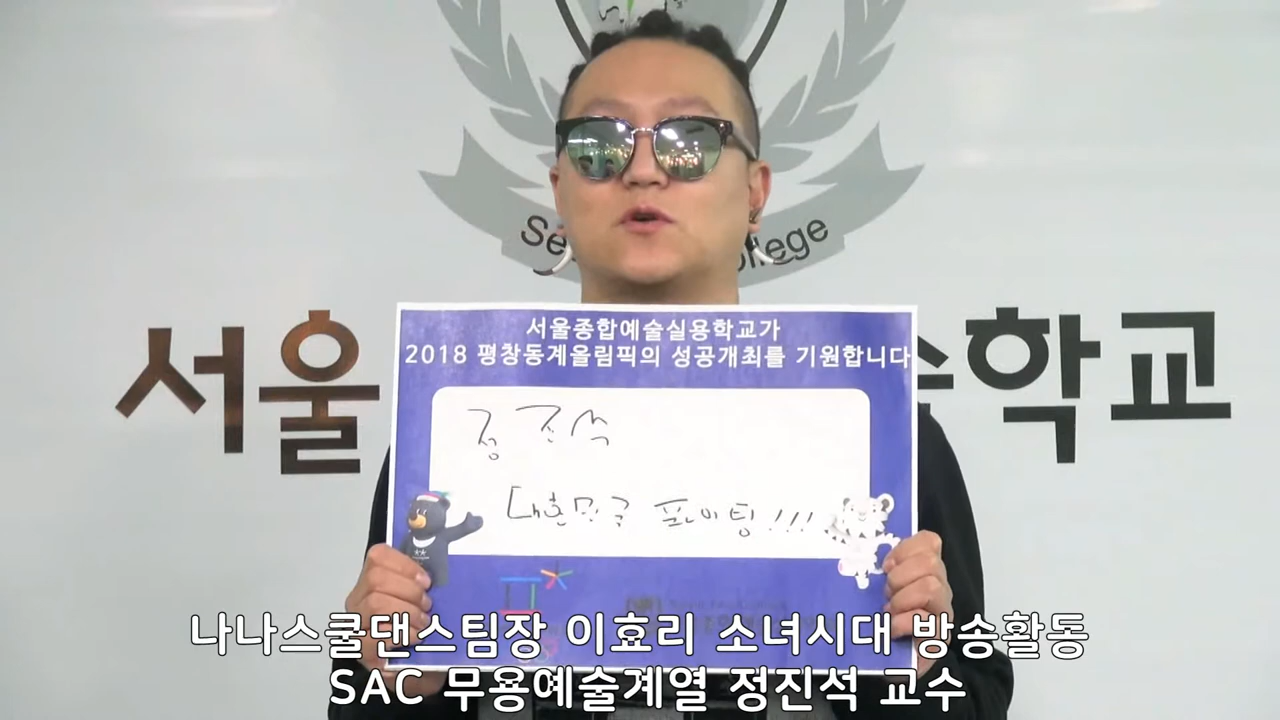 Se
llege
서울
학교
서울종합예술실용학교가
2018 평창동계올림픽의 성공개최를 기원합니다
정진석
대한민국 파이팅!!!
나나스쿨댄스팀장 이효리 소녀시대 방송활동
SAC 무용예술계열 정진석 교수